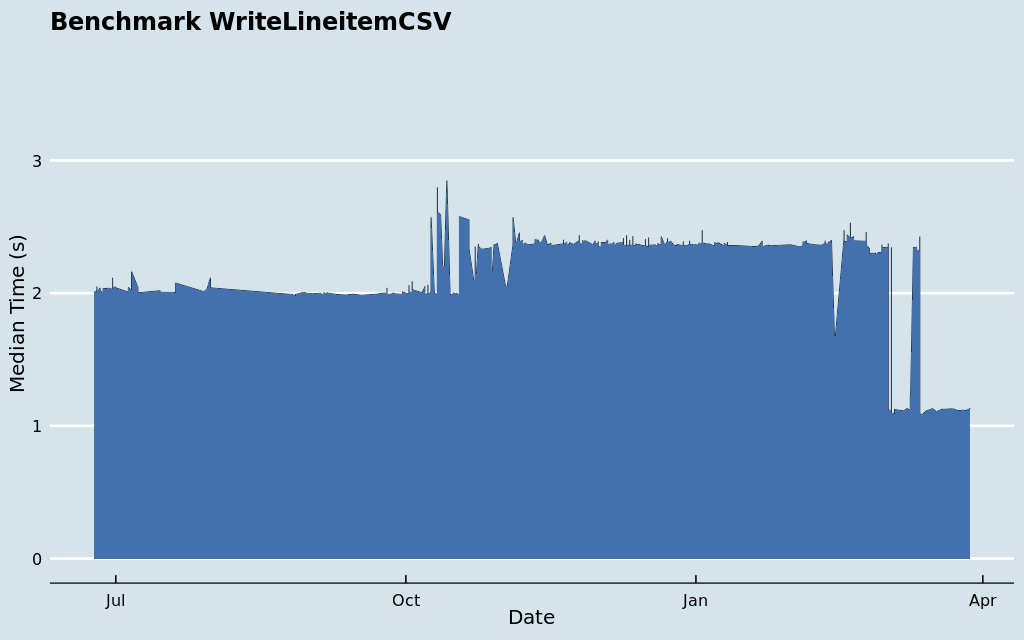 Benchmark WriteLineitemCSV
Median Time (s)
3
2
1
0
Jul
Oct
Jan
Apr
Date